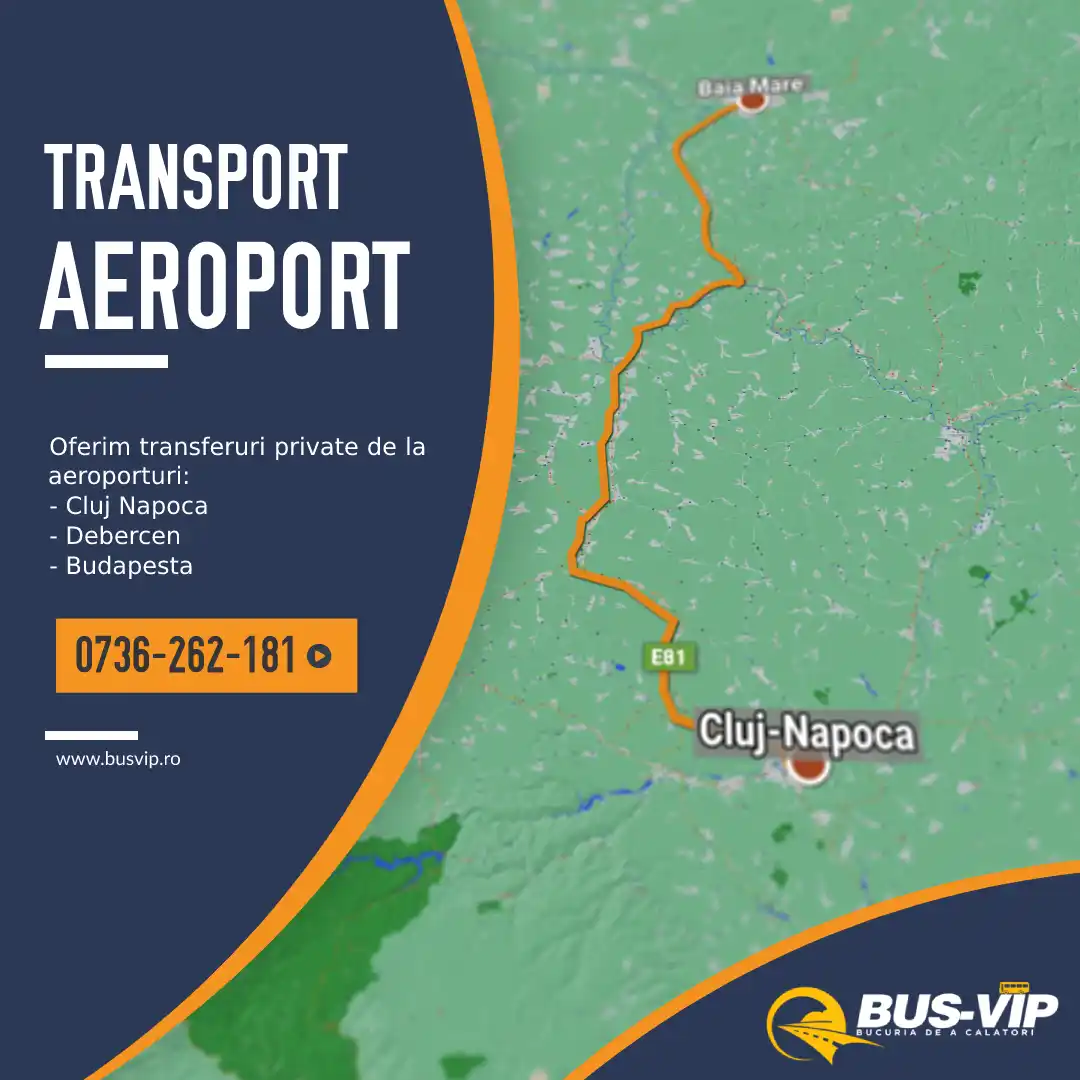 TRANSPORT
AEROPORT
Oferim transferuri private de la
aeroporturi:
- Cluj Napoca
- Debercen
- Budapesta
0736-262-181
www.busvip.ro
Baia Mare
E81
Cluj-Napoca
BUS-VIP
BUCURIA DE A CALATORI